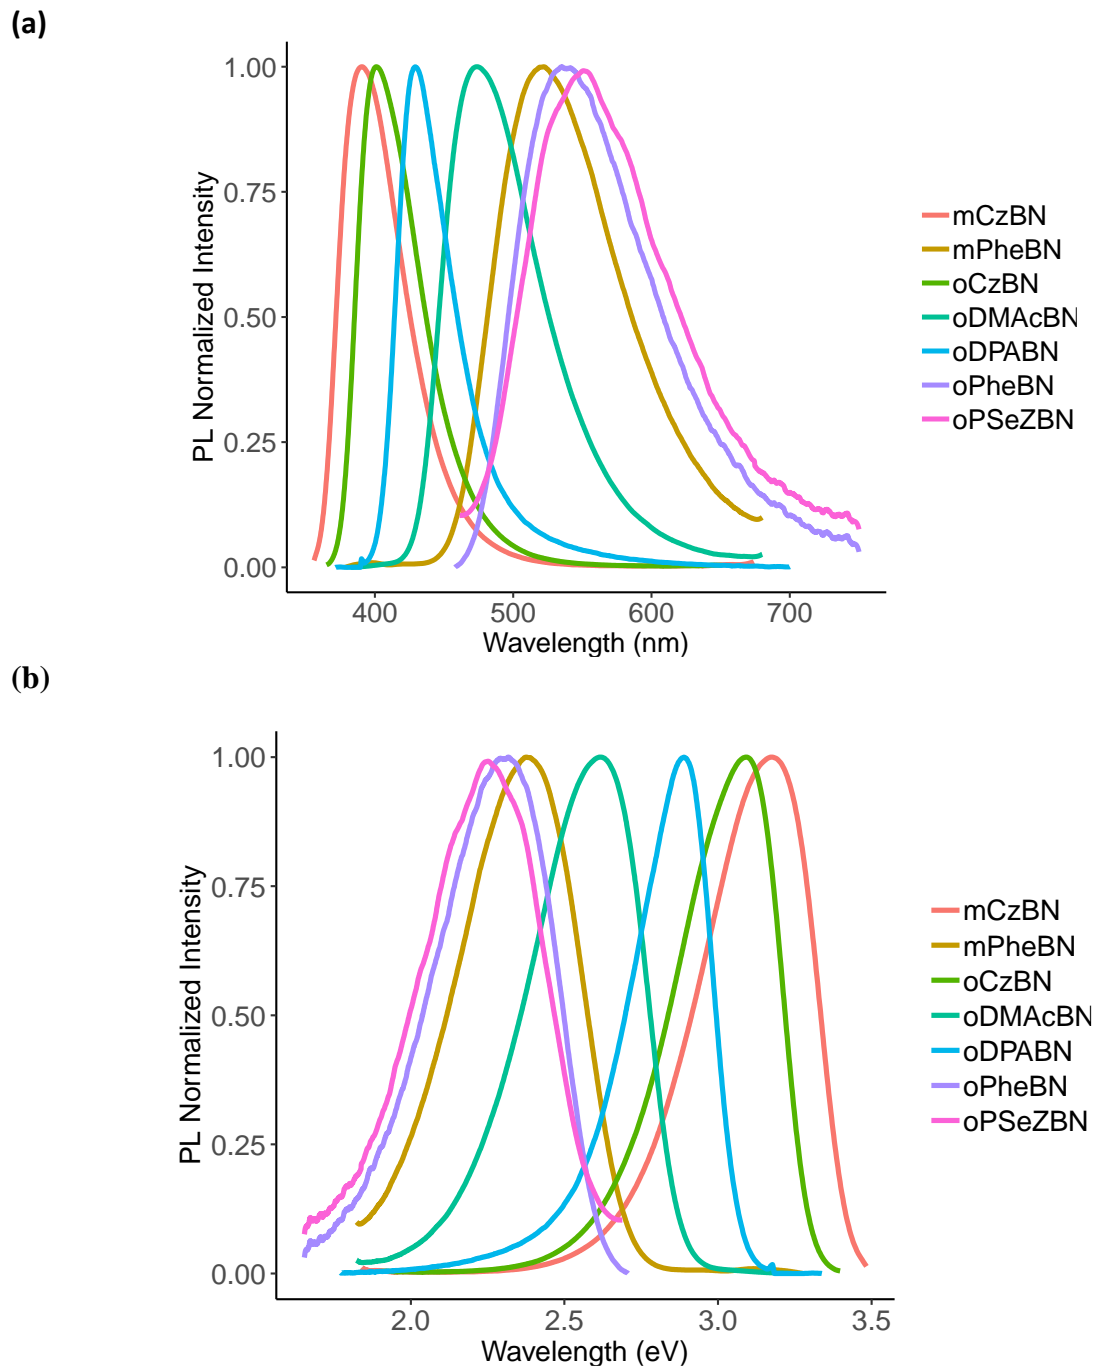 (a)
1.00
0.75
0.50
0.25
0.00
PL Normalized Intensity
400 500 600 700
Wavelength (nm)
mCzBN
mPheBN
oCzBN
oDMAcBN
oDPABN
oPheBN
oPSeZBN
(b)
1.00
0.75
0.50
0.25
0.00
PL Normalized Intensity
2.0 2.5 3.0 3.5
Wavelength (eV)
mCzBN
mPheBN
oCzBN
oDMAcBN
oDPABN
oPheBN
oPSeZBN